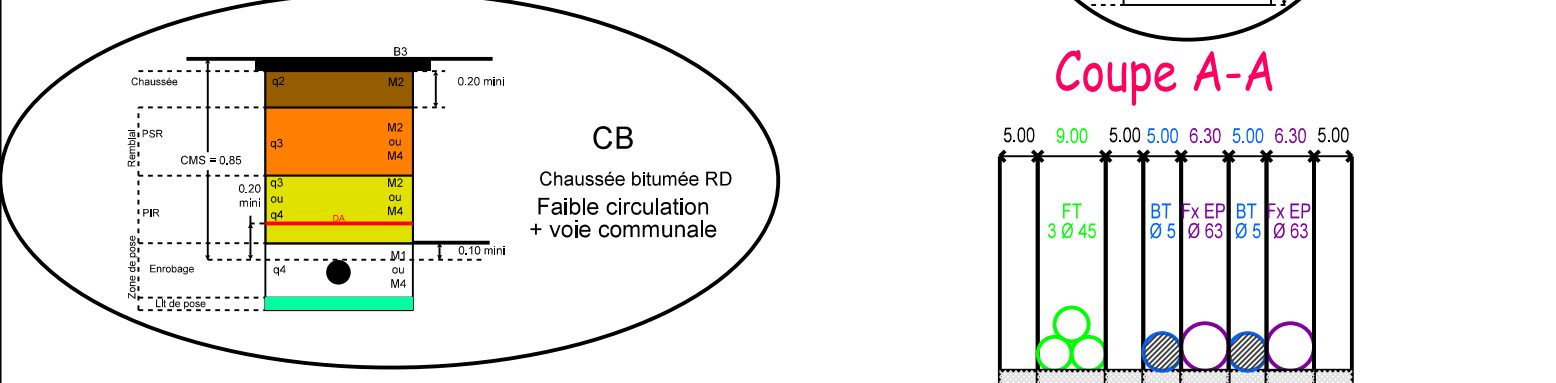 B3
Chaussée
q2
M2
0.20 mini
Remblai
PSR
q3
M2
ou
M4
CMS = 0.85
PIR
0.20
mini
q3
ou
q4
M2
ou
M4
DA
0.10 mini
Zone de pose
Enrobage
q4
M1
ou
M4
Lit de pose
CB
Chaussée bitumée RD
Faible circulation
+ voie communale
Coupe A-A
5.00 9.00 5.00 5.00 6.30 5.00 6.30 5.00
FT
3 Ø 45
BT
Ø 5
Fx EP
Ø 63
BT
Ø 5
Fx EP
Ø 63